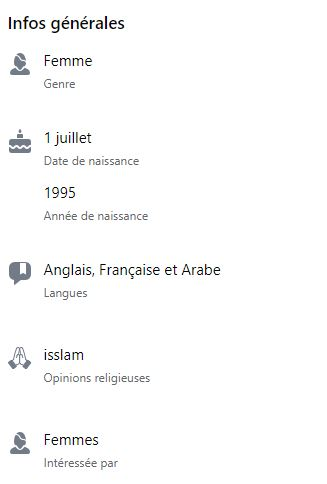 Infos générales
Femme
Genre
1 juillet
Date de naissance
1995
Année de naissance
Anglais, Française et Arabe
Langues
isslam
Opinions religieuses
Femmes
Intéressée par